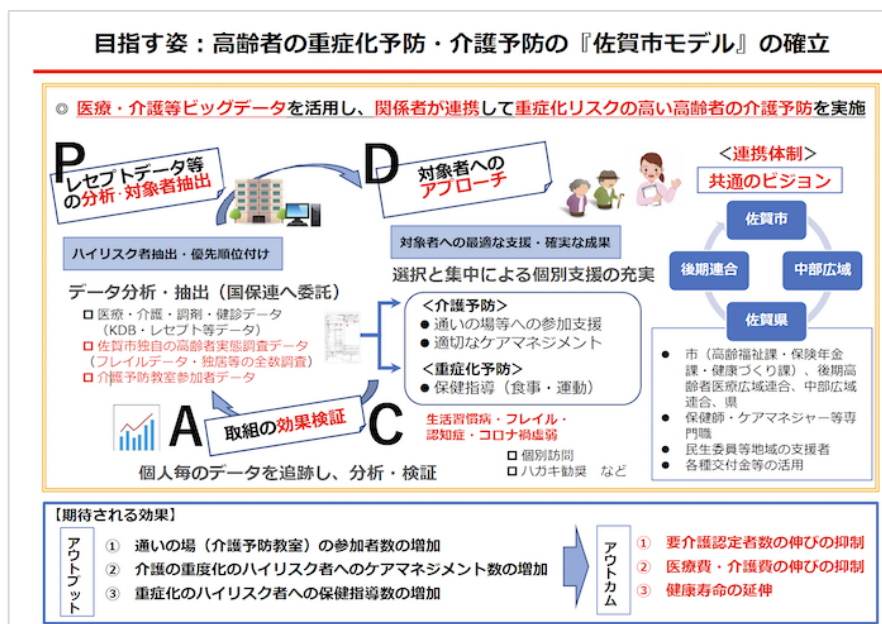 目指す姿：高齢者の重症化予防・介護予防の『佐賀市モデル』の確立
◎ 医療・介護等ビッグデータを活用し、関係者が連携して重症化リスクの高い高齢者の介護予防を実施
P
レセプトデータ等
の分析・対象者抽出
ハイリスク者抽出・優先順位付け
データ分析・抽出（国保連へ委託）
□ 医療・介護・調剤・健診データ
（KDB・レセプト等データ）
□ 佐賀市独自の高齢者実態調査データ
（フレイルデータ・独居等の全数調査）
□ 介護予防教室参加者データ
D
対象者への
アプローチ
対象者への最適な支援・確実な成果
選択と集中による個別支援の充実
＜介護予防＞
● 通いの場等への参加支援
● 適切なケアマネジメント
＜重症化予防＞
● 保健指導（食事・運動）
生活習慣病・フレイル・
認知症・コロナ禍虚弱
□ 個別訪問
□ ハガキ勧奨　など
A
取組の効果検証
C
個人毎のデータを追跡し、分析・検証
＜連携体制＞
共通のビジョン
佐賀市
後期連合
中部広域
佐賀県
● 市（高齢福祉課・保険年金
課・健康づくり課）、後期高
齢者医療広域連合、中部広域
連合、県
● 保健師・ケアマネジャー等専
門職
● 民生委員等地域の支援者
● 各種交付金等の活用
【期待される効果】
アウトプット
① 通いの場（介護予防教室）の参加者数の増加
② 介護の重度化のハイリスク者へのケアマネジメント数の増加
③ 重症化のハイリスク者への保健指導数の増加
アウトカム
① 要介護認定者数の伸びの抑制
② 医療費・介護費の伸びの抑制
③ 健康寿命の延伸